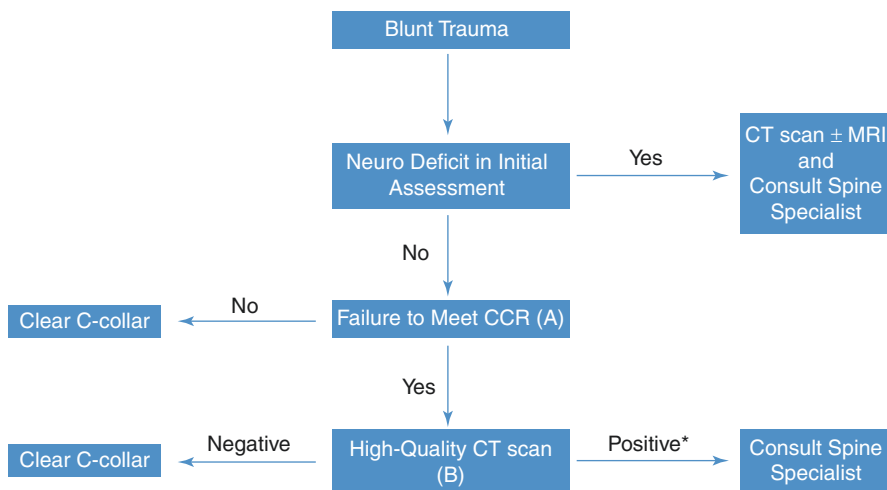 Blunt Trauma
Neuro Deficit in Initial
Assessment
Yes
CT scan ± MRI
and
Consult Spine
Specialist
No
Clear C-collar
No
Failure to Meet CCR (A)
Yes
Clear C-collar
Negative
High-Quality CT scan
(B)
Positive*
Consult Spine
Specialist